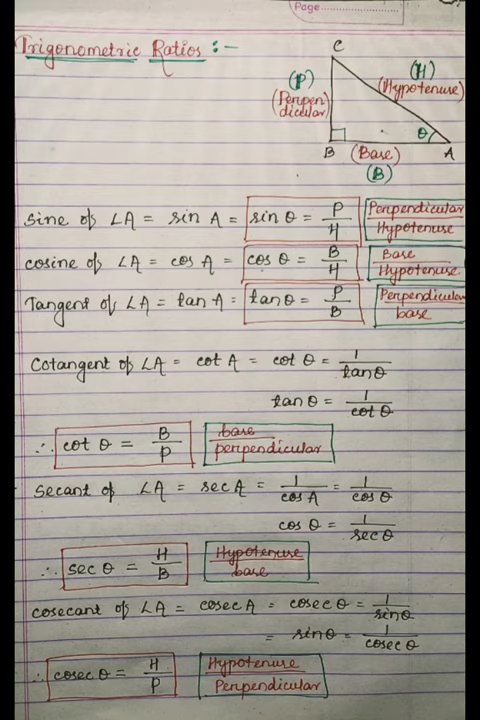 Page
Trigonometric Ratios :-
C
(P)
(Perpen
dicular)
(H)
(Hypotenuse)
θ
B
(Base)
A
(B)
Sine of ∠A = sin A = sin θ = P/H Perpendicular/Hypotenuse
cosine of ∠A = cos A = cos θ = B/H Base/Hypotenuse
Tangent of ∠A = tan A = tan θ = P/B Perpendicular/base
Cotangent of ∠A = cot A = cot θ = 1/tan θ
tan θ = 1/cot θ
∴ cot θ = B/P base/perpendicular
Secant of ∠A = sec A = 1/cos A = 1/cos θ
cos θ = 1/sec θ
∴ sec θ = H/B Hypotenuse/base
cosecant of ∠A = cosec A = cosec θ = 1/sin θ
= sin θ = 1/cosec θ
∴ cosec θ = H/P Hypotenuse/Perpendicular